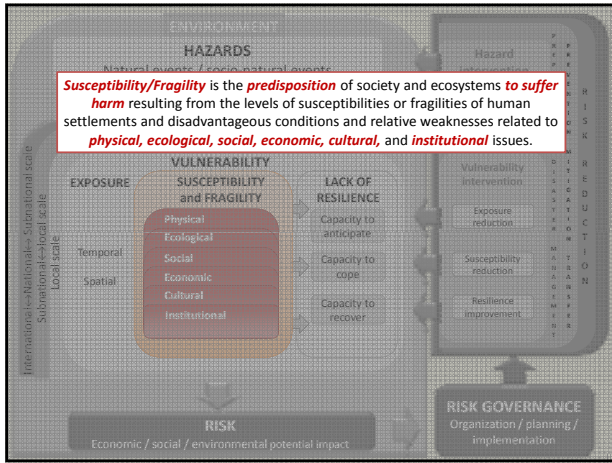 ENVIRONMENT
HAZARDS
Natural events / socio-natural events
Susceptibility/Fragility is the predisposition of society and ecosystems to suffer
harm resulting from the levels of susceptibilities or fragilities of human
settlements and disadvantageous conditions and relative weaknesses related to
physical, ecological, social, economic, cultural, and institutional issues.
VULNERABILITY
EXPOSURE
Temporal
Spatial
SUSCEPTIBILITY
and FRAGILITY
Physical
Ecological
Social
Economic
Cultural
Institutional
LACK OF
RESILIENCE
Capacity to
anticipate
Capacity to
cope
Capacity to
recover
International↔National↔Subnational scale
Subnational↔local scale
Local scale
Hazard
intervention
Vulnerability
intervention
Exposure
reduction
Susceptibility
reduction
Resilience
improvement
RISK REDUCTION
RISK
Economic / social / environmental potential impact
RISK GOVERNANCE
Organization / planning /
implementation